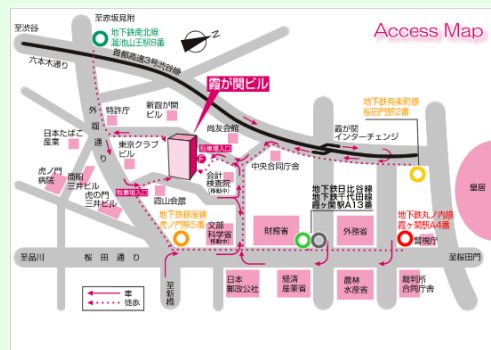 至赤坂見附
Access Map
至渋谷
地下鉄南北線
溜池山王駅8番
N
首都高速3号渋谷線
六本木通り
霞が関ビル
外堀通り
特許庁
新霞が関
ビル
尚友会館
霞が関
インターチェンジ
地下鉄有楽町線
桜田門駅2番
日本たばこ
産業
東京クラブ
ビル
駐車場入口
P
中央合同庁舎
虎ノ門
病院
商船
三井ビル
虎の門
三井ビル
駐車場入口
霞山会館
会計
検査院
(移動中)
地下鉄日比谷線
地下鉄千代田線
霞ヶ関駅A13番
皇居
地下鉄銀座線
虎ノ門駅5番
文部
科学省
(移動中)
財務省
外務省
地下鉄丸ノ内線
霞ヶ関駅A4番
警視庁
至品川
桜田通り
至桜田門
至新橋
日本
郵政公社
経済
産業省
農林
水産省
裁判所
合同庁舎
車
徒歩